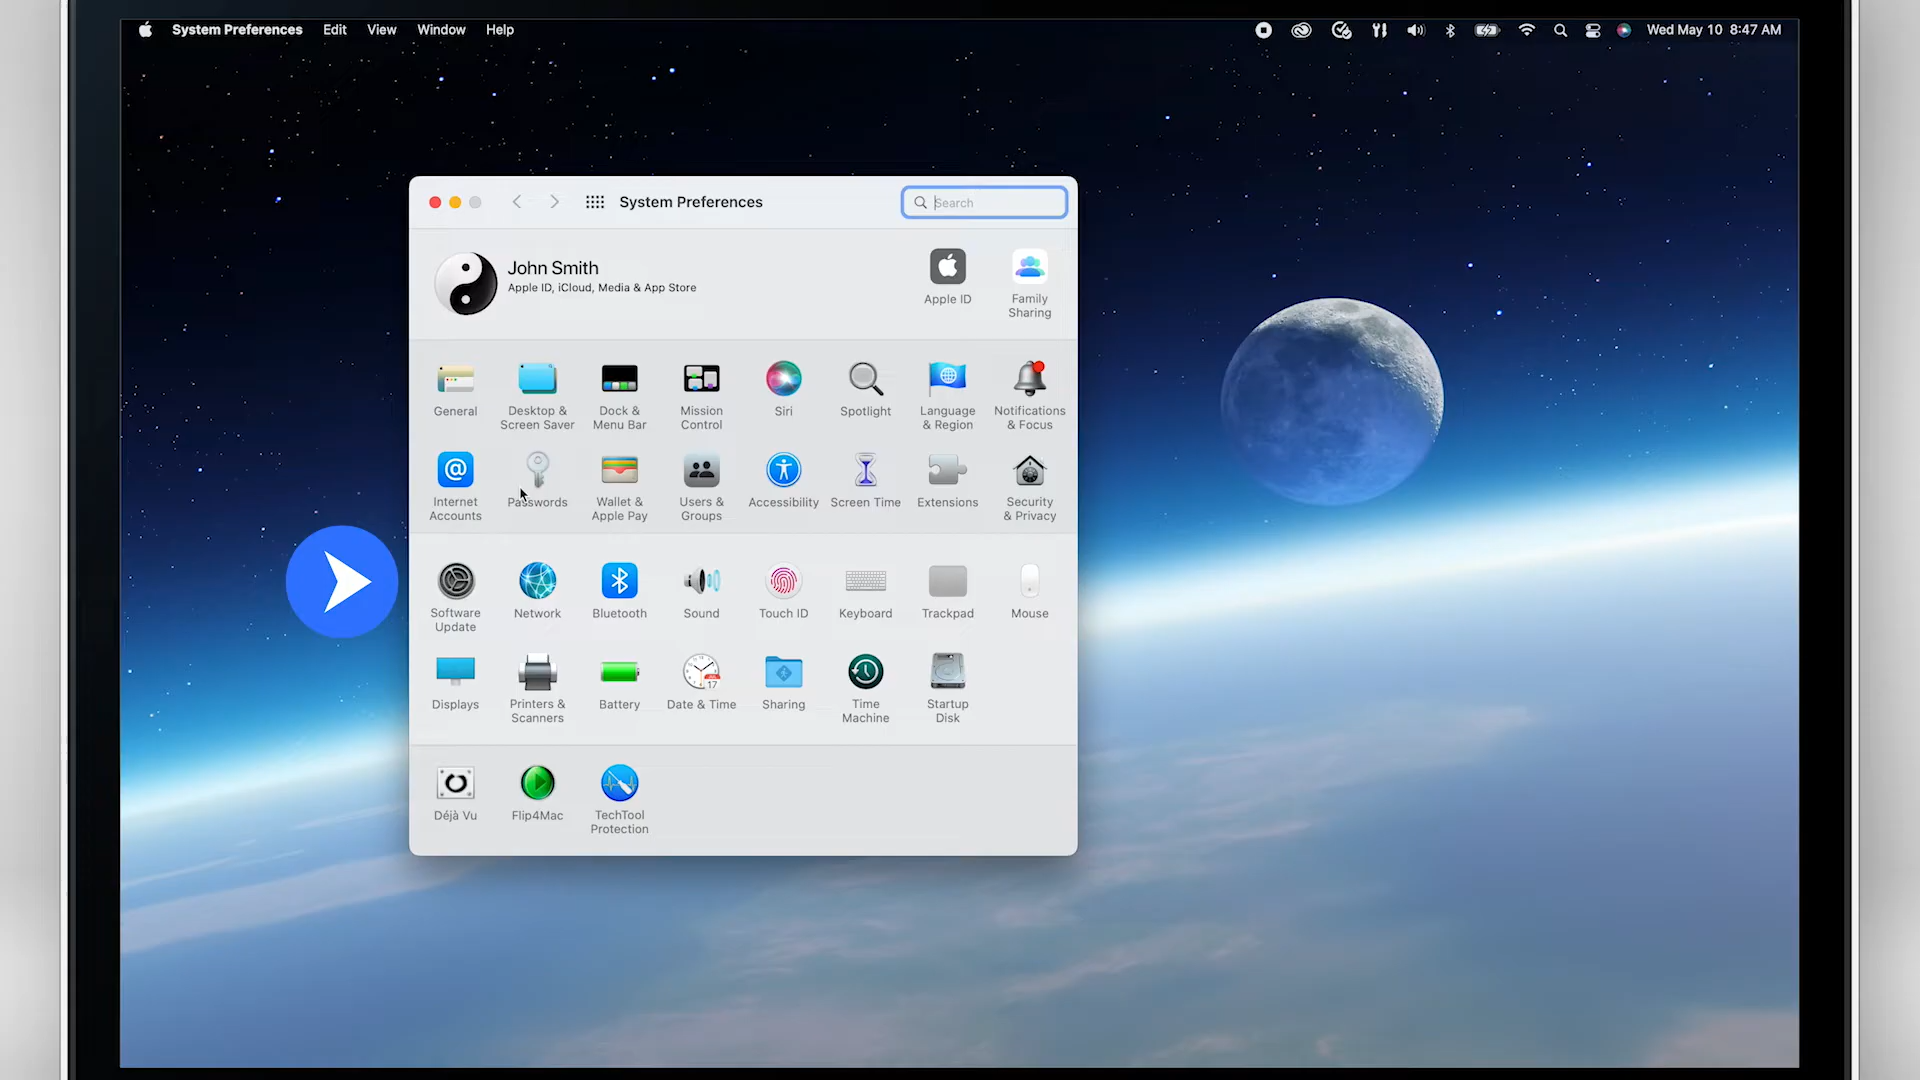 System Preferences Edit View Window Help Wed May 10 8:47 AM
System Preferences Search
John Smith
Apple ID, iCloud, Media & App Store
Apple ID
Family
Sharing
General
Desktop &
Screen Saver
Dock &
Menu Bar
Mission
Control
Siri
Spotlight
Language
& Region
Notifications
& Focus
Internet
Accounts
Passwords
Wallet &
Apple Pay
Users &
Groups
Accessibility
Screen Time
Extensions
Security
& Privacy
Software
Update
Network
Bluetooth
Sound
Touch ID
Keyboard
Trackpad
Mouse
Displays
Printers &
Scanners
Battery
17
Date & Time
Sharing
Time
Machine
Startup
Disk
Déjà Vu
Flip4Mac
TechTool
Protection